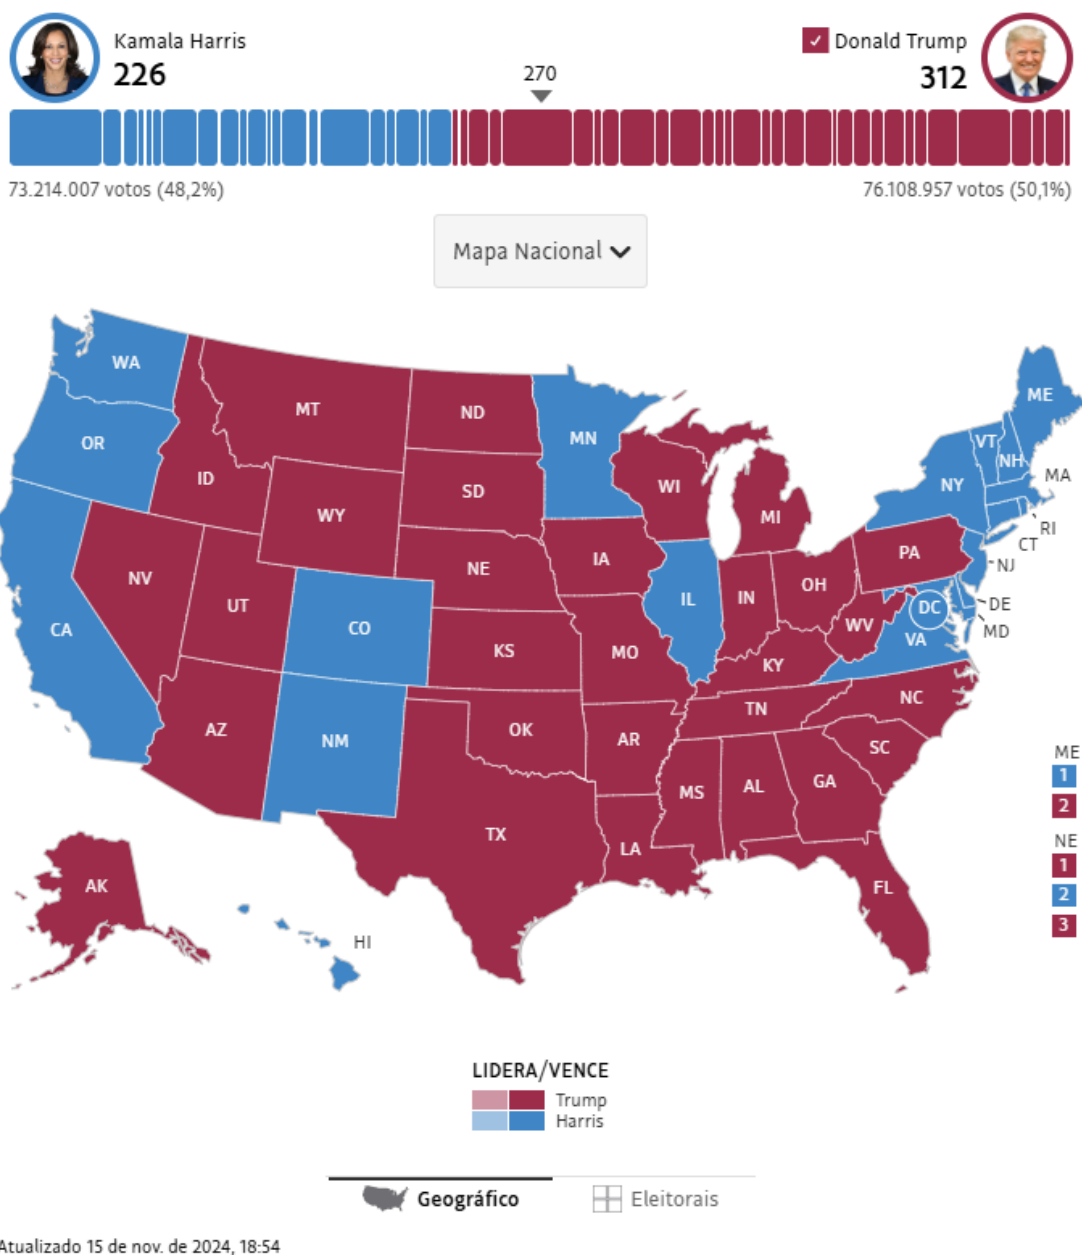 Kamala Harris
226
Donald Trump
312
270
73.214.007 votos (48,2%)
76.108.957 votos (50,1%)
Mapa Nacional
WA
MT
ND
MN
ME
OR
ID
SD
WI
VT
NH
NY
MA
WY
MI
RI
CT
NV
UT
NE
IA
PA
NJ
CA
CO
IL
IN
OH
DE
WV
DC
MD
VA
KS
MO
KY
AZ
NM
OK
AR
TN
NC
SC
TX
MS
AL
GA
LA
FL
AK
HI
ME
1
2
NE
1
2
3
LIDERA/VENCE
Trump
Harris
Geográfico
Eleitorais
Atualizado 15 de nov. de 2024, 18:54